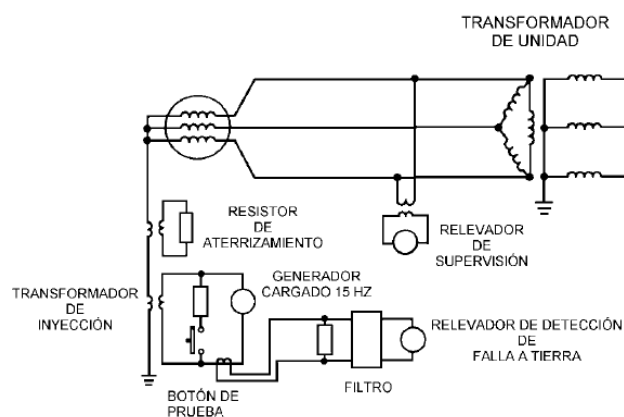 TRANSFORMADOR
DE UNIDAD
RESISTOR
DE
ATERRIZAMIENTO
RELEVADOR
DE
SUPERVISIÓN
TRANSFORMADOR
DE
INYECCIÓN
GENERADOR
CARGADO 15 HZ
RELEVADOR DE DETECCIÓN
DE
FALLA A TIERRA
BOTÓN DE
PRUEBA
FILTRO